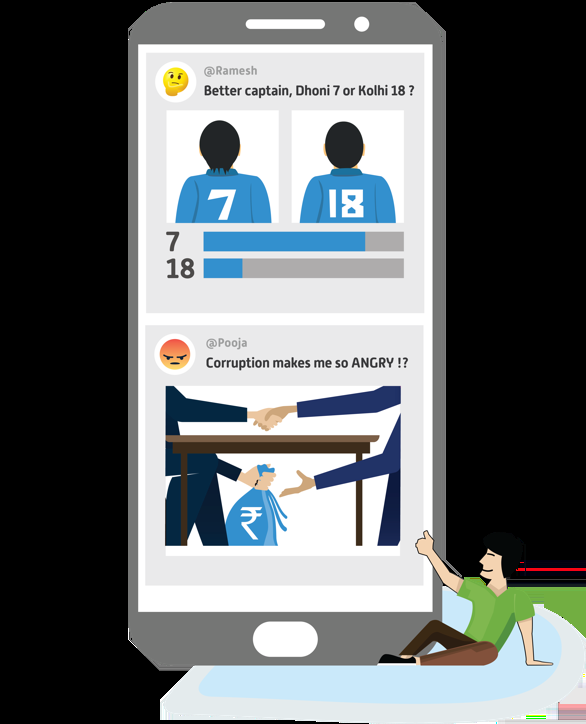 @Ramesh
Better captain, Dhoni 7 or Kolhi 18 ?
7 18
7
18
@Pooja
Corruption makes me so ANGRY !?
₹